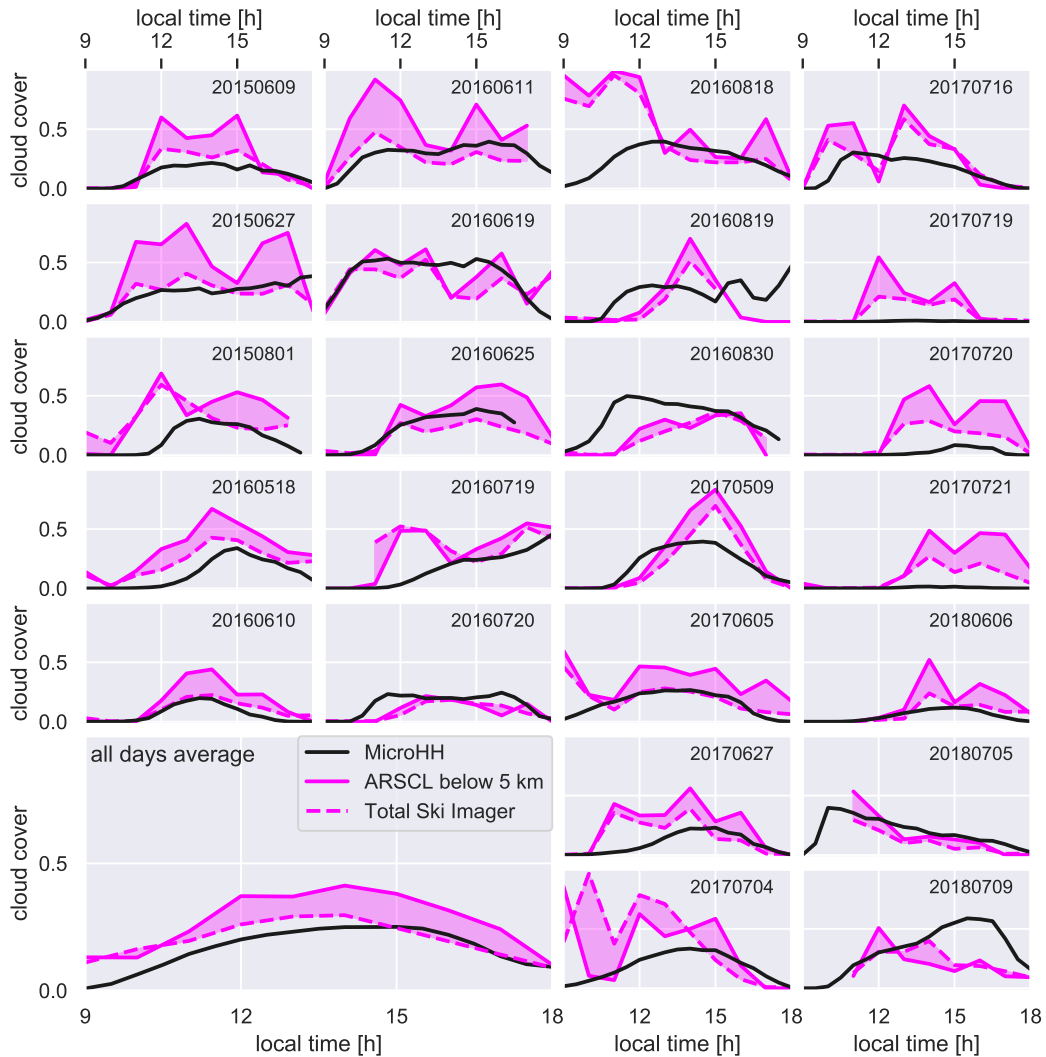 local time [h] local time [h] local time [h] local time [h]
9 12 15 12 15 9 12 15 12 15
cloud cover 0.5 0.0 20150609 20160611 20160818 20170716
0.5 0.0 20150627 20160619 20160819 20170719
cloud cover 0.5 0.0 20150801 20160625 20160830 20170720
0.5 0.0 20160518 20160719 20170509 20170721
cloud cover 0.5 0.0 20160610 20160720 20170605 20180606
all days average
MicroHH
ARSCL below 5 km
Total Ski Imager
20170627 20180705
cloud cover 0.5 0.0
20170704 20180709
9 12 15 18 12 15 18 12 15 18
local time [h] local time [h] local time [h]